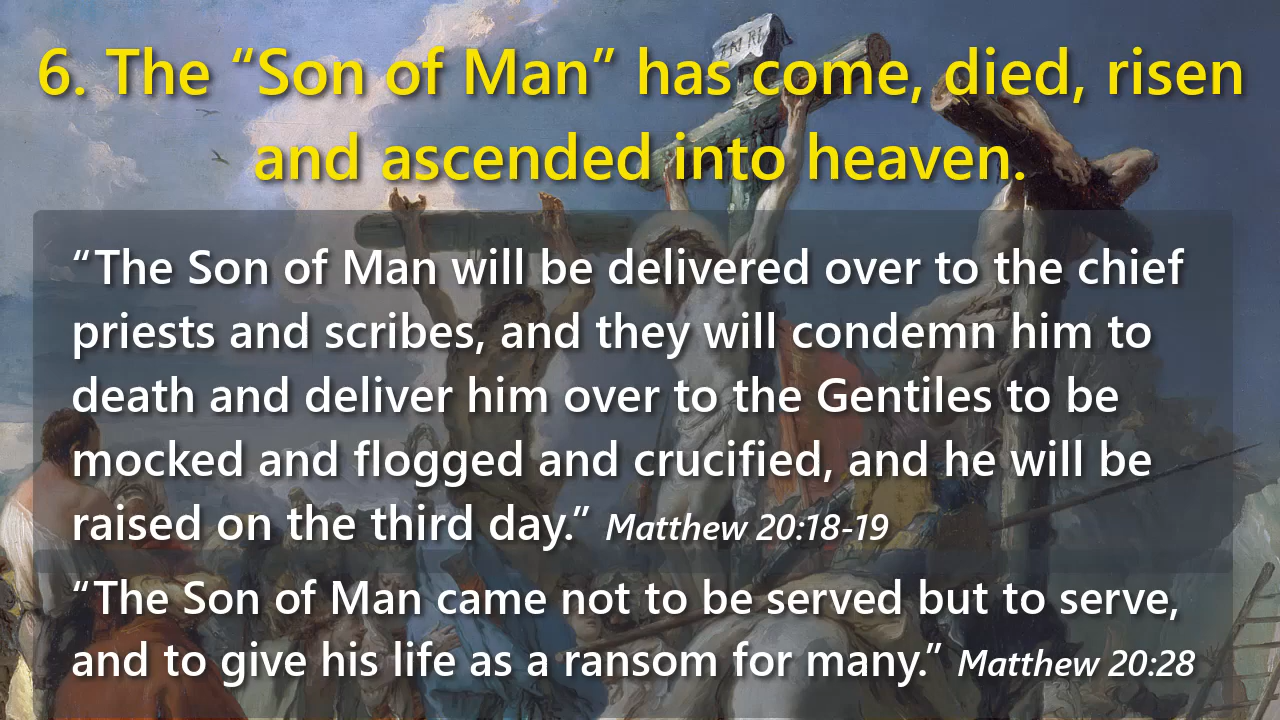 INRI
6. The “Son of Man” has come, died, risen
and ascended into heaven.
“The Son of Man will be delivered over to the chief
priests and scribes, and they will condemn him to
death and deliver him over to the Gentiles to be
mocked and flogged and crucified, and he will be
raised on the third day.” Matthew 20:18-19
“The Son of Man came not to be served but to serve,
and to give his life as a ransom for many.” Matthew 20:28